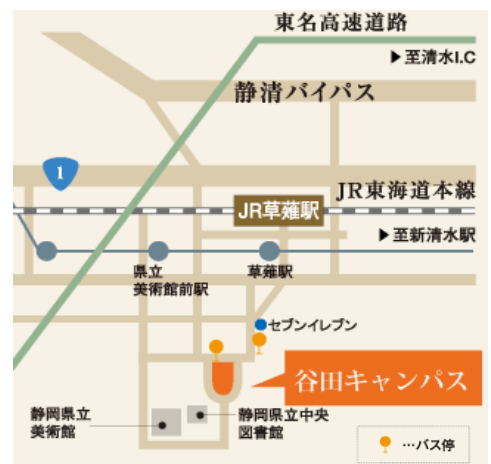 東名高速道路
▶至清水I.C
静清バイパス
1
JR東海道本線
JR草薙駅
▶至新清水駅
県立
美術館前駅
草薙駅
セブンイレブン
谷田キャンパス
静岡県立
美術館
静岡県立中央
図書館
…バス停